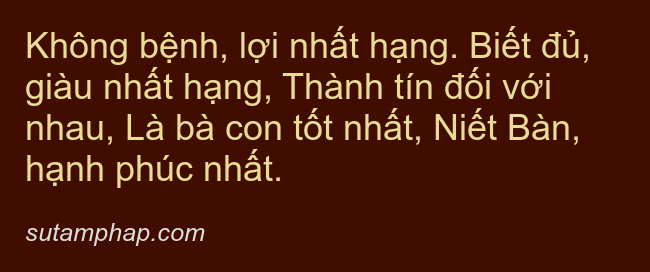 Không bệnh, lợi nhất hạng. Biết đủ,
giàu nhất hạng, Thành tín đối với
nhau, Là bà con tốt nhất, Niết Bàn,
hạnh phúc nhất.
sutamphap.com